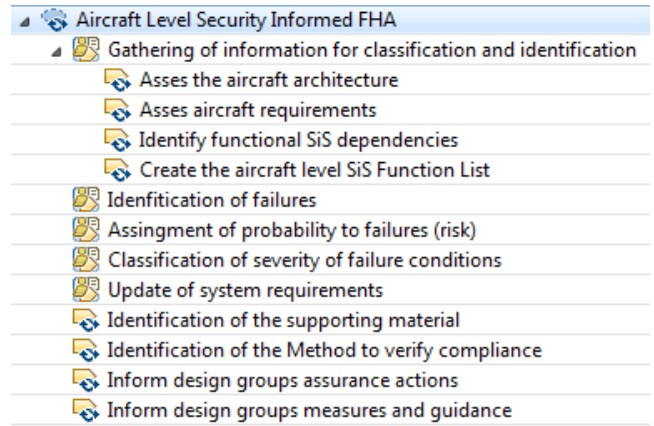 Aircraft Level Security Informed FHA
Gathering of information for classification and identification
Asses the aircraft architecture
Asses aircraft requirements
Identify functional SiS dependencies
Create the aircraft level SiS Function List
Idenfitication of failures
Assingment of probability to failures (risk)
Classification of severity of failure conditions
Update of system requirements
Identification of the supporting material
Identification of the Method to verify compliance
Inform design groups assurance actions
Inform design groups measures and guidance